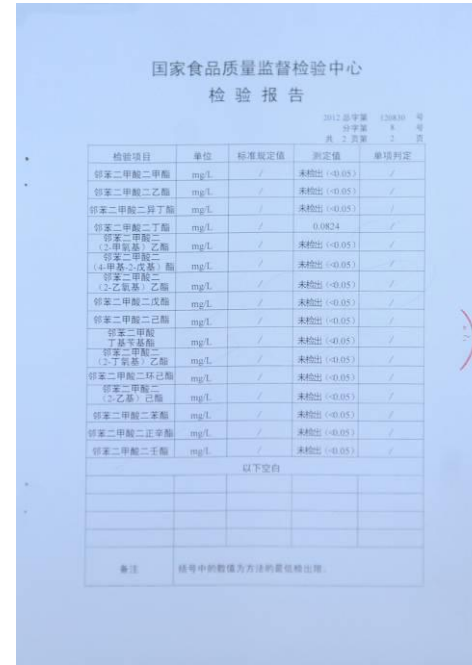 国家食品质量监督检验中心
检 验 报 告
2012 总字第 126830 号
分字第 8 号
共 2 页第 2 页
检验项目 单位 标准规定值 测定值 单项判定
邻苯二甲酸二甲酯 mg/L / 未检出 (<0.05) /
邻苯二甲酸二乙酯 mg/L / 未检出 (<0.05) /
邻苯二甲酸二异丁酯 mg/L / 未检出 (<0.05) /
邻苯二甲酸二丁酯 mg/L / 0.0824 /
邻苯二甲酸二
(2-甲氧基) 乙酯 mg/L / 未检出 (<0.05) /
邻苯二甲酸二
(4-甲基-2-戊基) 酯 mg/L / 未检出 (<0.05) /
邻苯二甲酸二
(2-乙氧基) 乙酯 mg/L / 未检出 (<0.05) /
邻苯二甲酸二戊酯 mg/L / 未检出 (<0.05) /
邻苯二甲酸二己酯 mg/L / 未检出 (<0.05) /
邻苯二甲酸
丁基苄基酯 mg/L / 未检出 (<0.05) /
邻苯二甲酸二
(2-丁氧基) 乙酯 mg/L / 未检出 (<0.05) /
邻苯二甲酸二环己酯 mg/L / 未检出 (<0.05) /
邻苯二甲酸二
(2-乙基) 己酯 mg/L / 未检出 (<0.05) /
邻苯二甲酸二苯酯 mg/L / 未检出 (<0.05) /
邻苯二甲酸二正辛酯 mg/L / 未检出 (<0.05) /
邻苯二甲酸二壬酯 mg/L / 未检出 (<0.05) /
以下空白
备注 括号中的数值为方法的最低检出限。